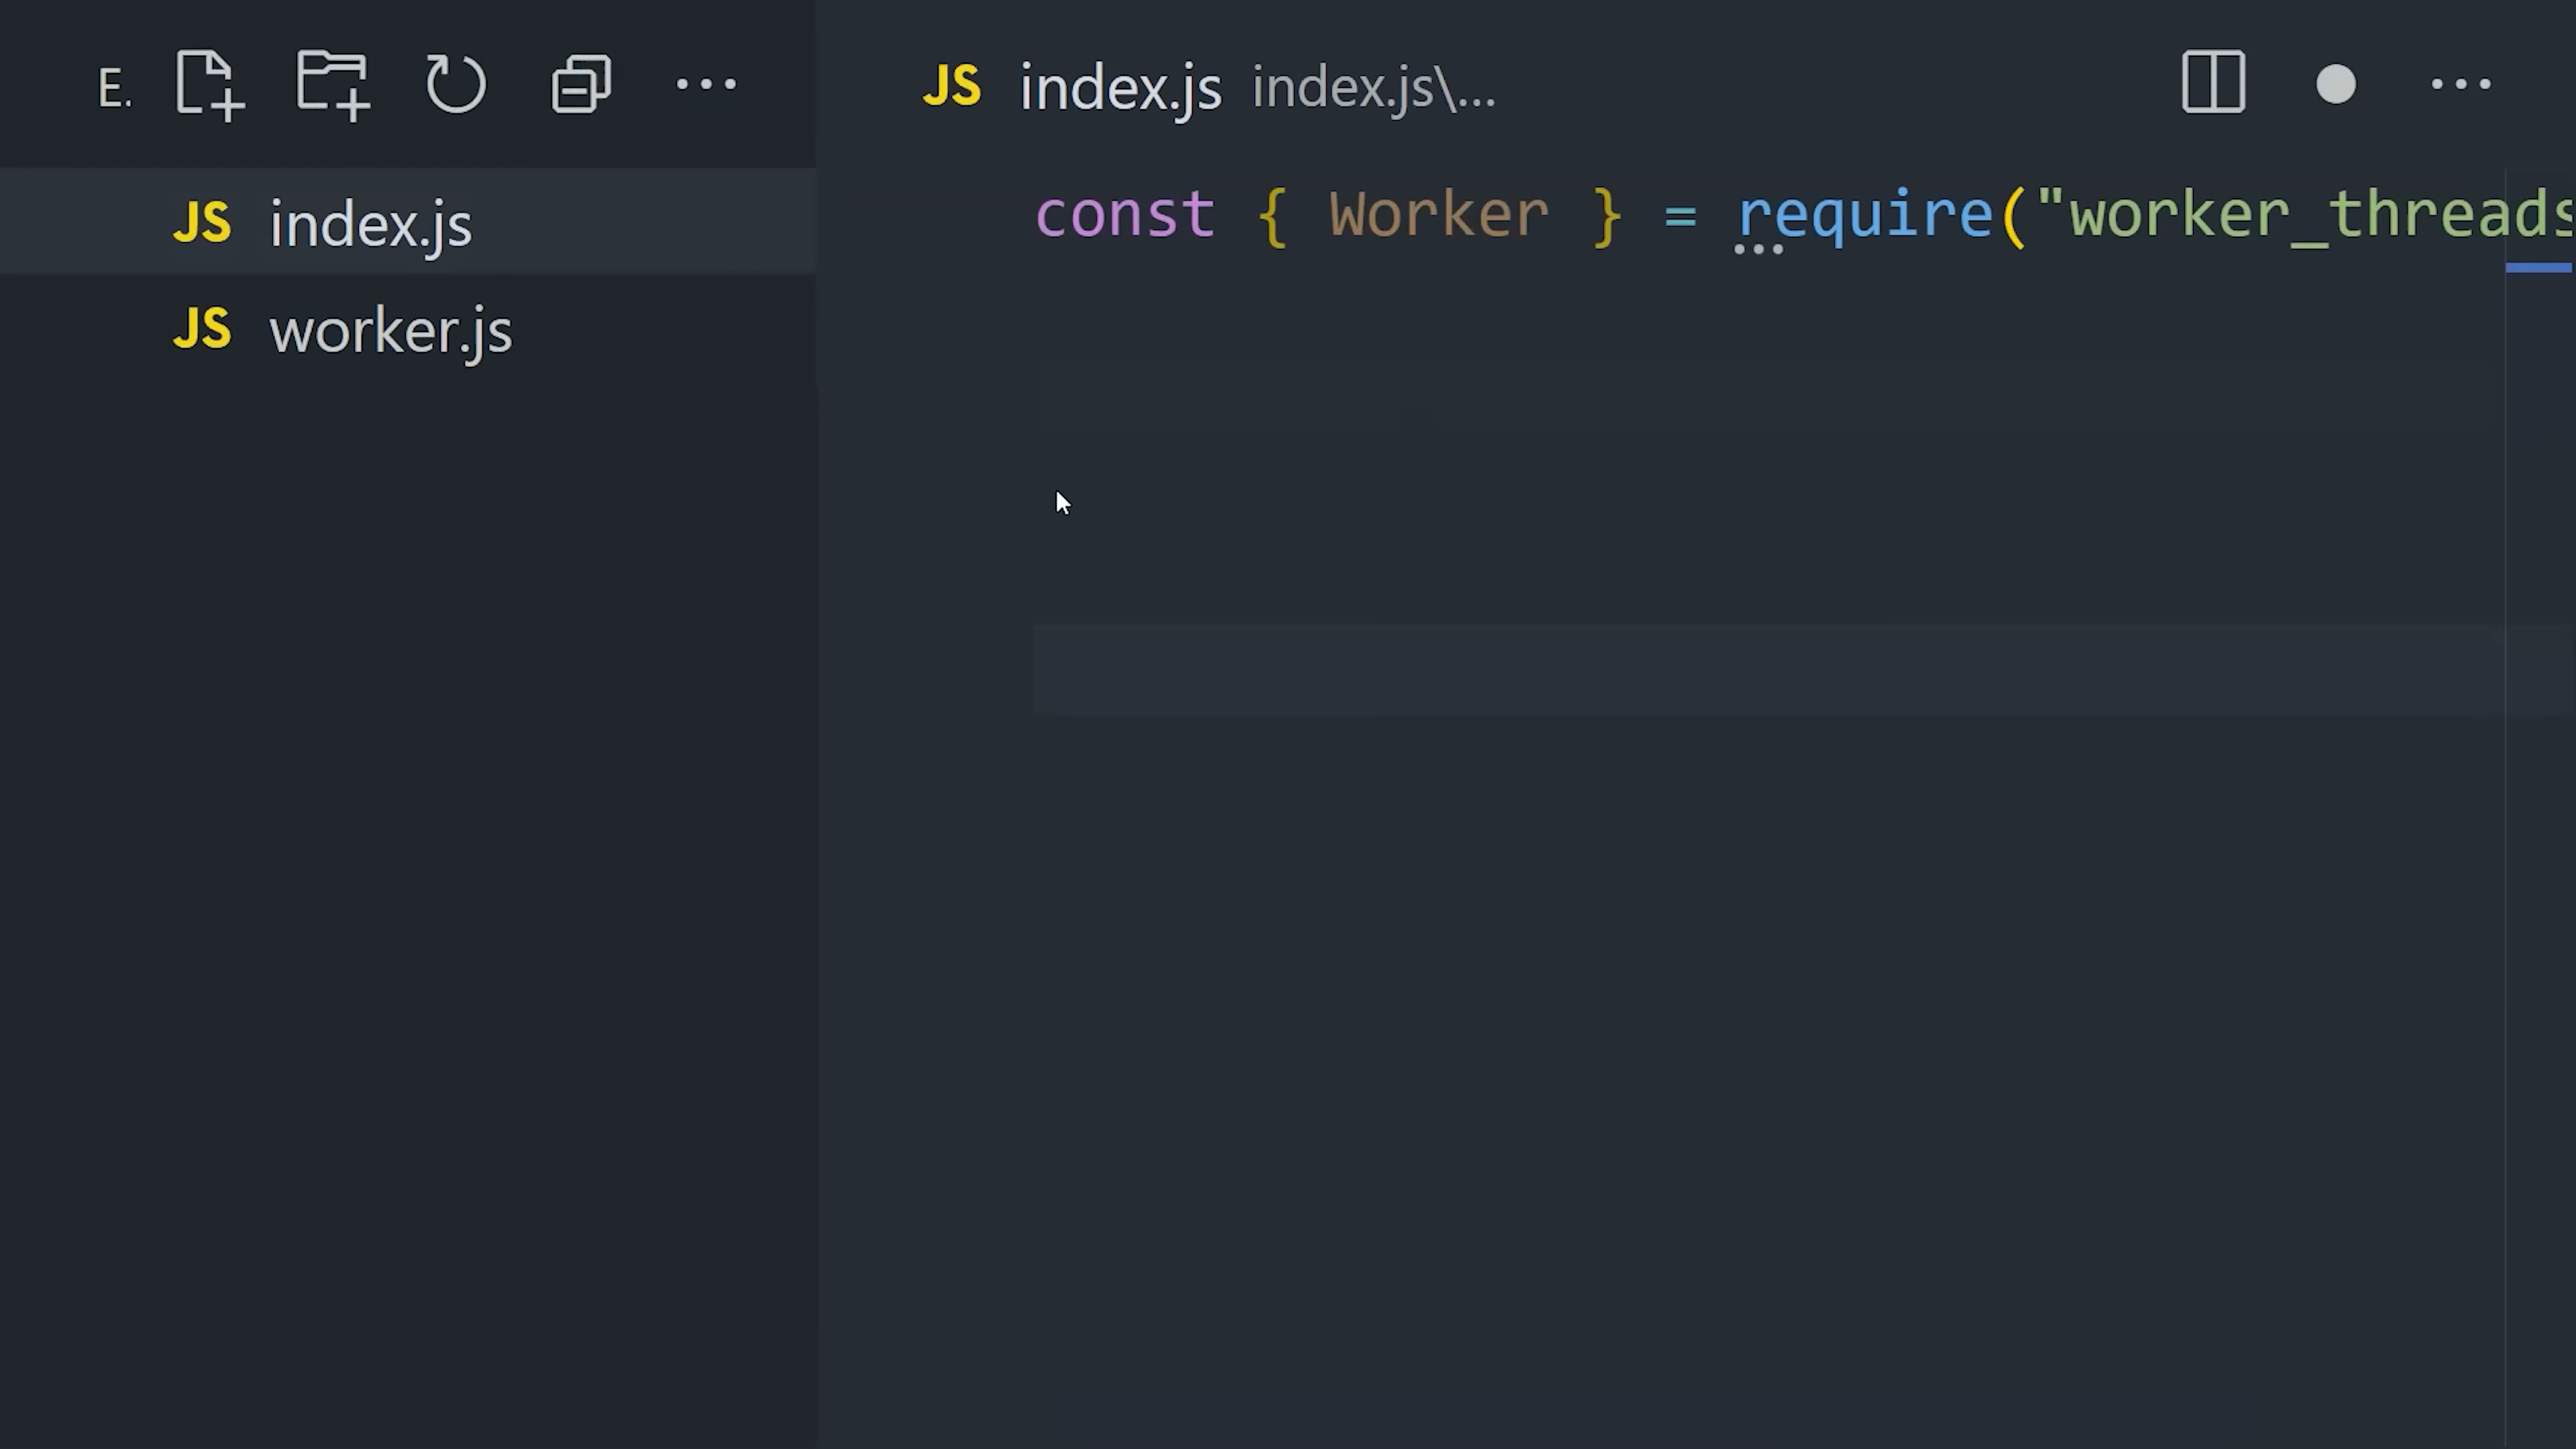 E.
JS index.js
JS worker.js
JS index.js index.js\...
const { Worker } = require("worker_threads